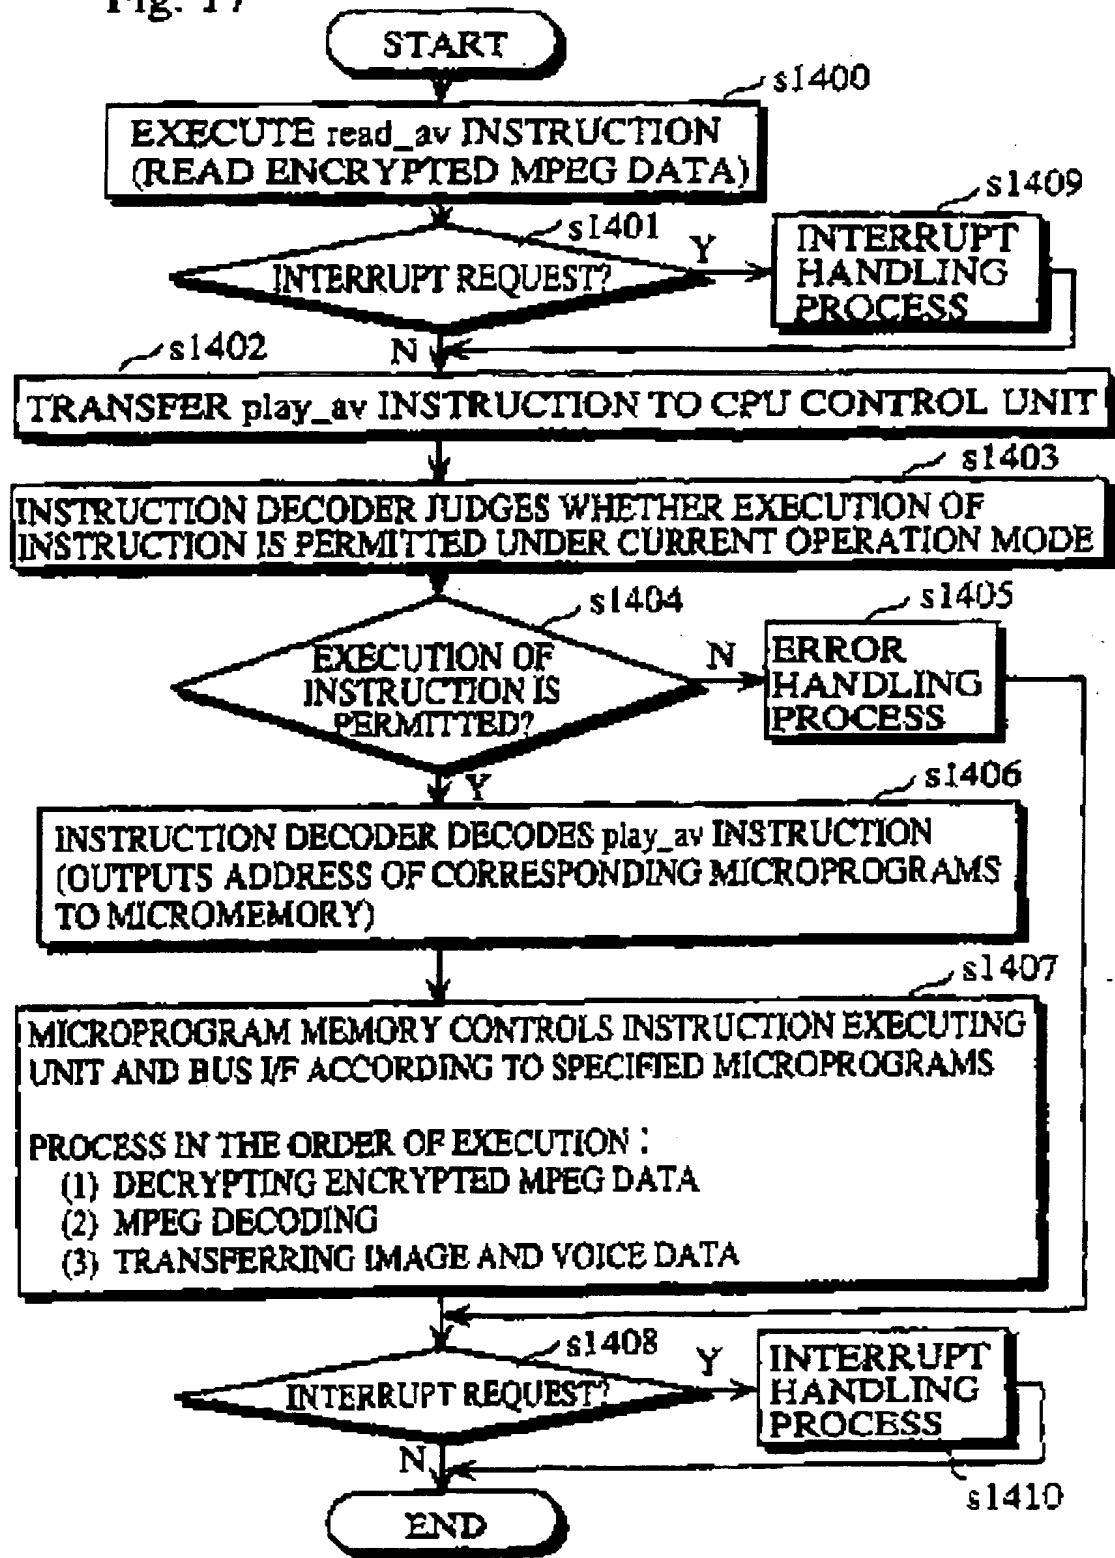 Fig. 17
START
s1400
EXECUTE read_av INSTRUCTION
(READ ENCRYPTED MPEG DATA)
s1401
INTERRUPT REQUEST?
Y
s1409
INTERRUPT
HANDLING
PROCESS
N
s1402
TRANSFER play_av INSTRUCTION TO CPU CONTROL UNIT
s1403
INSTRUCTION DECODER JUDGES WHETHER EXECUTION OF
INSTRUCTION IS PERMITTED UNDER CURRENT OPERATION MODE
s1404
EXECUTION OF
INSTRUCTION IS
PERMITTED?
N
s1405
ERROR
HANDLING
PROCESS
Y
s1406
INSTRUCTION DECODER DECODES play_av INSTRUCTION
(OUTPUTS ADDRESS OF CORRESPONDING MICROPROGRAMS
TO MICROMEMORY)
s1407
MICROPROGRAM MEMORY CONTROLS INSTRUCTION EXECUTING
UNIT AND BUS I/F ACCORDING TO SPECIFIED MICROPROGRAMS
PROCESS IN THE ORDER OF EXECUTION :
(1) DECRYPTING ENCRYPTED MPEG DATA
(2) MPEG DECODING
(3) TRANSFERRING IMAGE AND VOICE DATA
s1408
INTERRUPT REQUEST?
Y
INTERRUPT
HANDLING
PROCESS
s1410
N
END